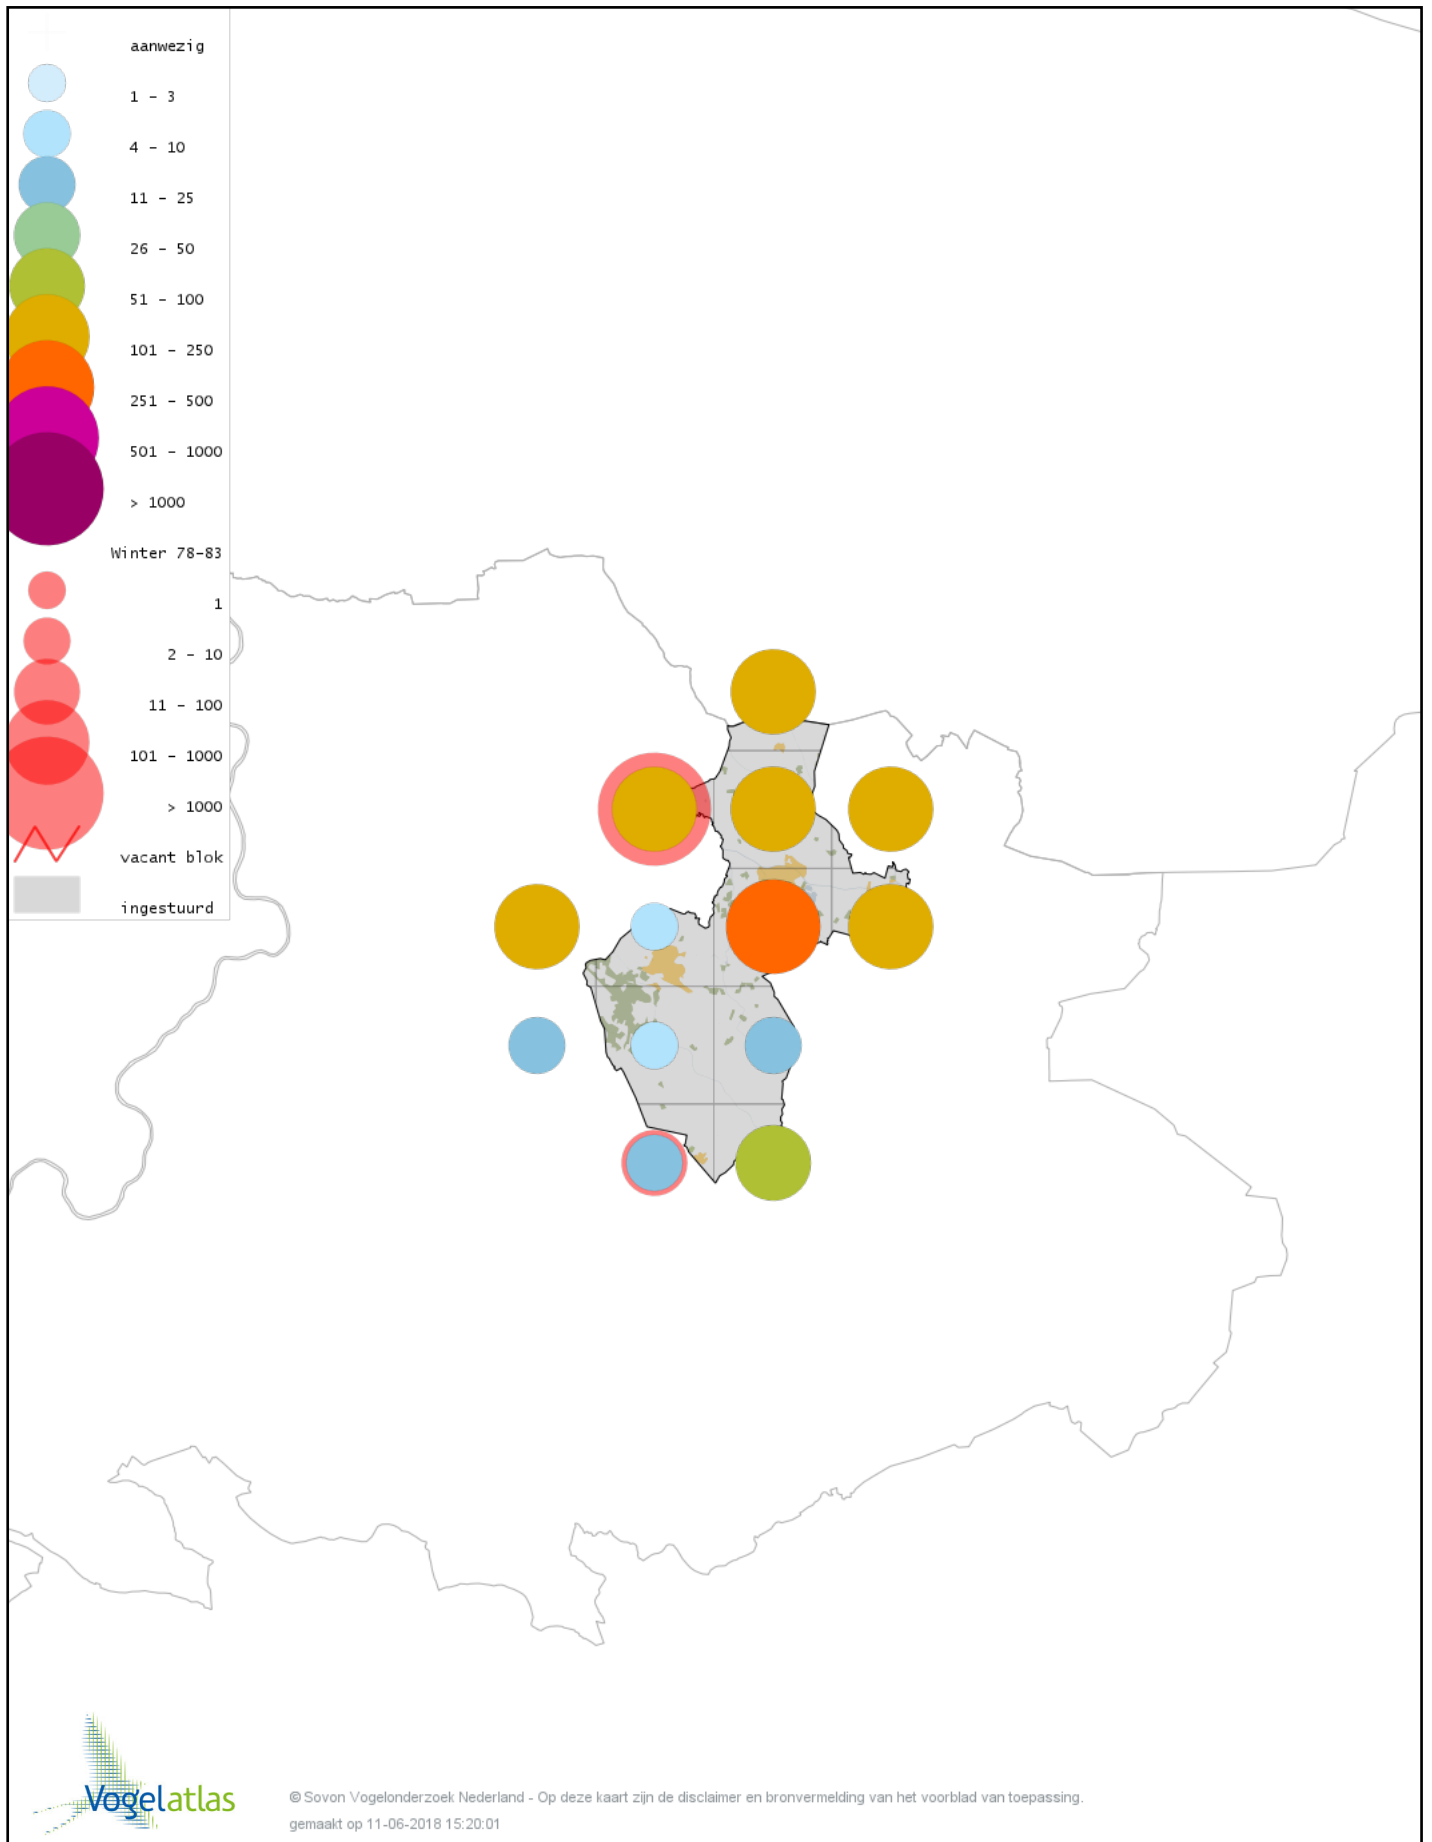 aanwezig
1 - 3
4 - 10
11 - 25
26 - 50
51 - 100
101 - 250
251 - 500
501 - 1000
> 1000
Winter 78-83
1
2 - 10
11 - 100
101 - 1000
> 1000
vacant blok
ingestuurd
Vogelatlas
© Sovon Vogelonderzoek Nederland - Op deze kaart zijn de disclaimer en bronvermelding van het voorblad van toepassing.
gemaakt op 11-06-2018 15:20:01